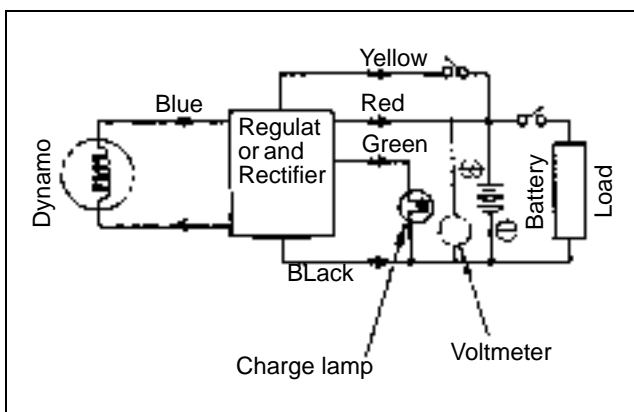 Yellow
Blue
Red
Regulat
or and
Rectifier
Green
Dynamo
Battery
Load
BLack
Charge lamp
Voltmeter